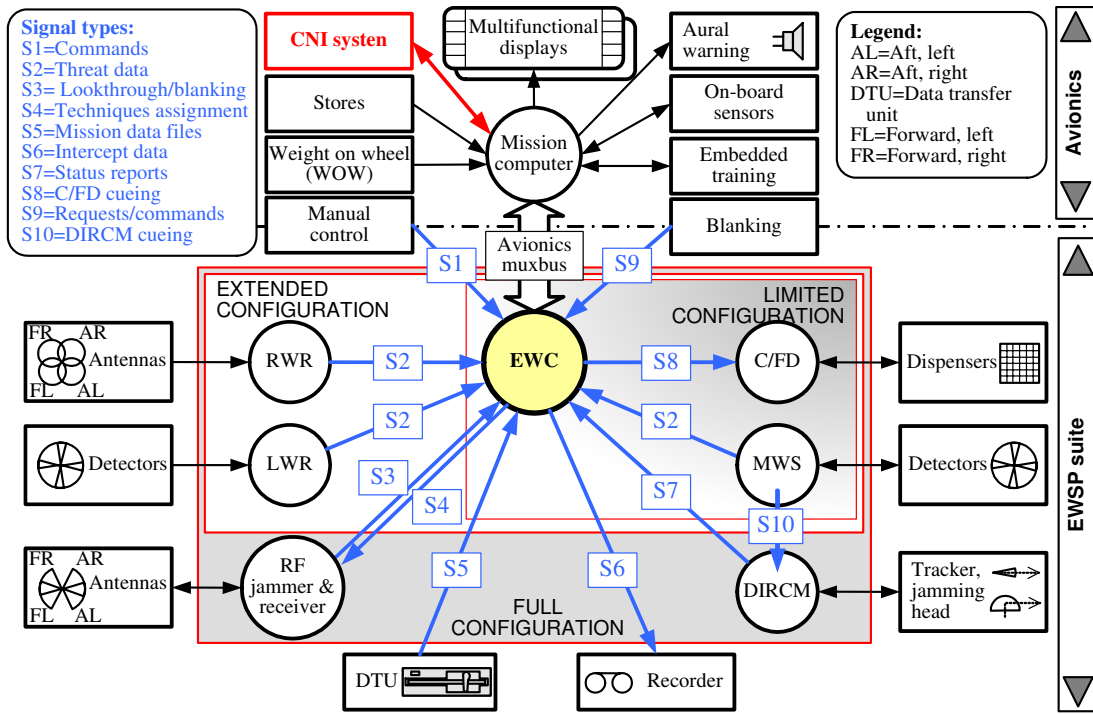 Signal types:
S1=Commands
S2=Threat data
S3= Lookthrough/blanking
S4=Techniques assignment
S5=Mission data files
S6=Intercept data
S7=Status reports
S8=C/FD cueing
S9=Requests/commands
S10=DIRCM cueing
CNI systen
Stores
Weight on wheel
(WOW)
Manual
control
Multifunctional
displays
Mission
computer
Avionics
muxbus
Aural
warning
On-board
sensors
Embedded
training
Blanking
Legend:
AL=Aft, left
AR=Aft, right
DTU=Data transfer
unit
FL=Forward, left
FR=Forward, right
Avionics
EWSP suite
S1
S9
EXTENDED
CONFIGURATION
LIMITED
CONFIGURATION
FR AR
Antennas
FL AL
RWR
S2
EWC
S8
C/FD
Dispensers
S2
S2
Detectors
LWR
S3
S4
S7
MWS
Detectors
S10
FR AR
Antennas
FL AL
RF
jammer &
receiver
S5
S6
DIRCM
Tracker,
jamming
head
FULL
CONFIGURATION
DTU
Recorder